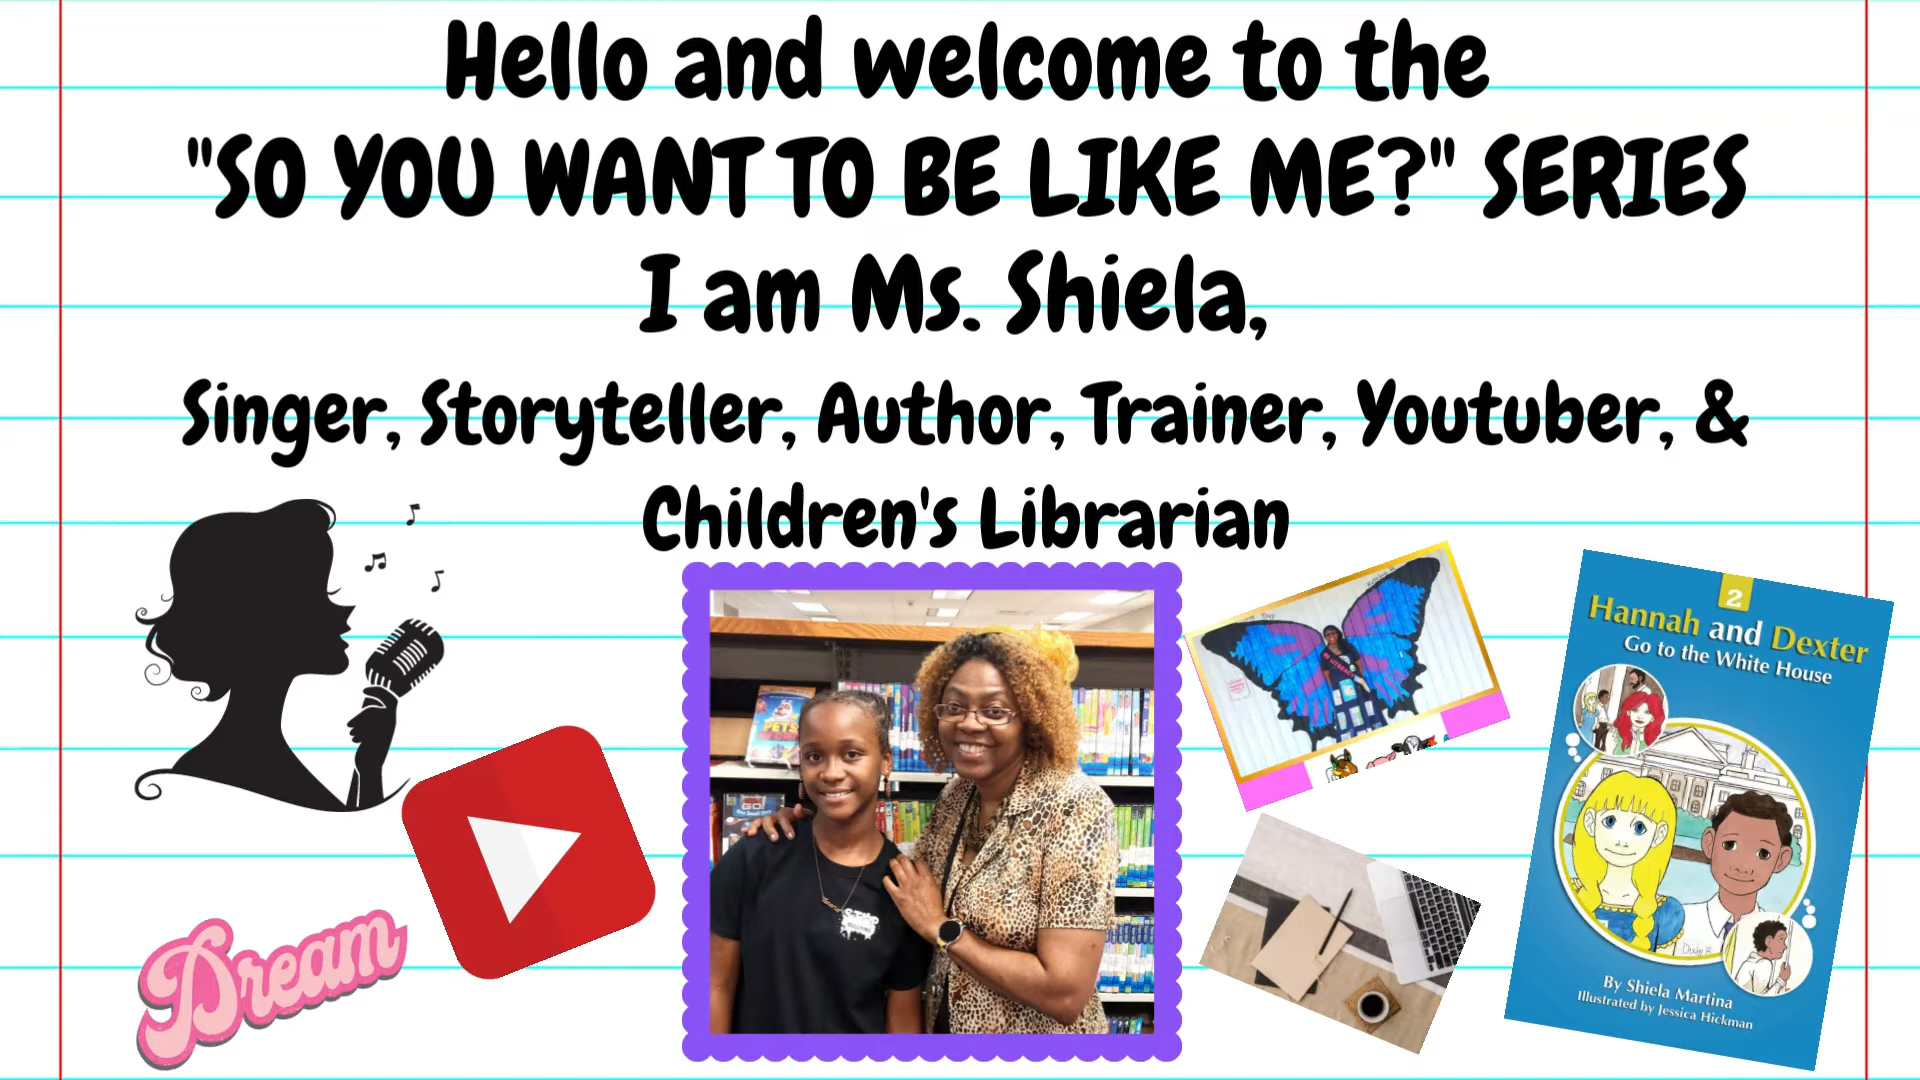 Hello and welcome to the
"SO YOU WANT TO BE LIKE ME?" SERIES
I am Ms. Shiela,
Singer, Storyteller, Author, Trainer, Youtuber, &
Children's Librarian
Dream
PETS
2
Hannah and Dexter
Go to the White House
By Shiela Martina
Illustrated by Jessica Hickman